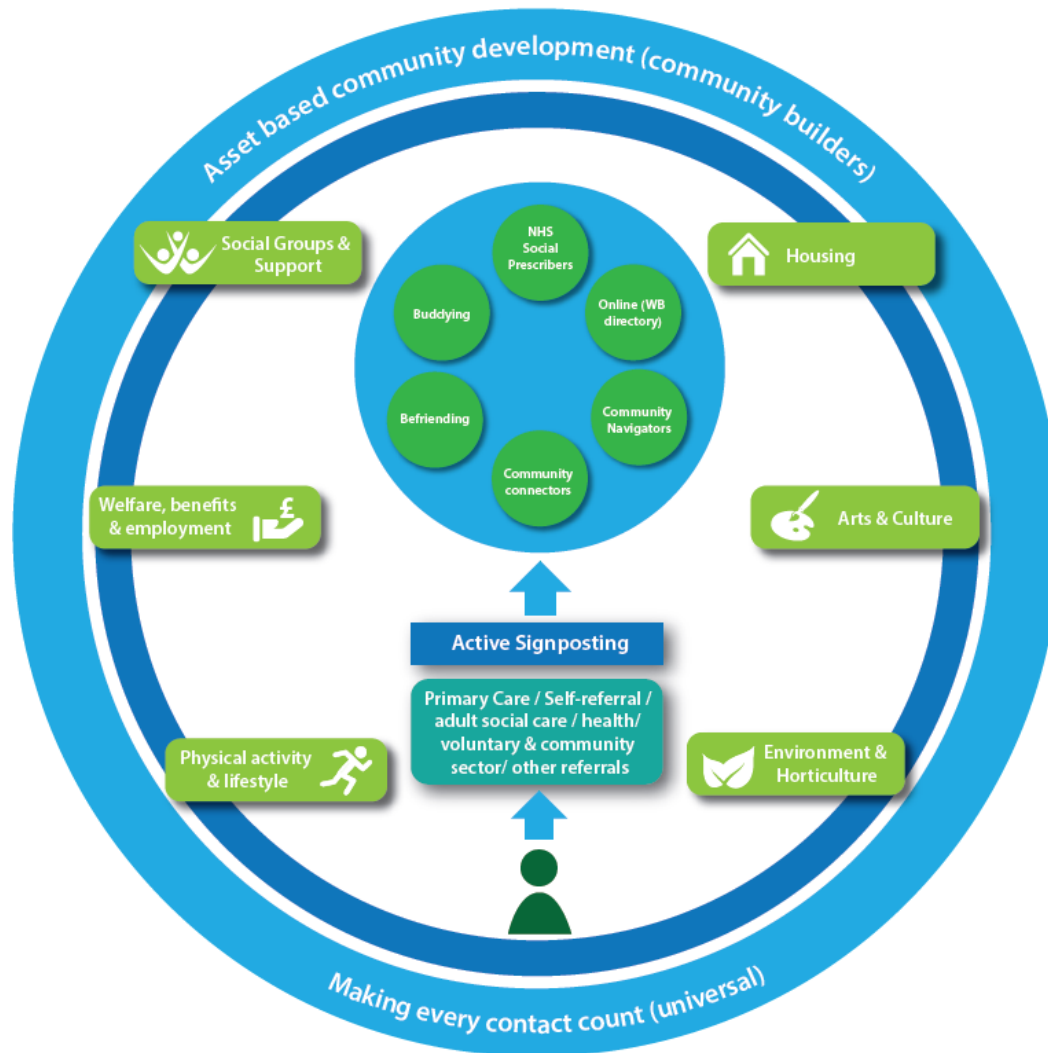 Asset based community development (community builders)
Social Groups &
Support
Housing
NHS
Social
Prescribers
Buddying
Online (WB
directory)
Befriending
Community
Navigators
Community
connectors
Welfare, benefits
& employment
£
Arts & Culture
Active Signposting
Primary Care / Self-referral /
adult social care / health/
voluntary & community
sector/ other referrals
Physical activity
& lifestyle
Environment &
Horticulture
Making every contact count (universal)